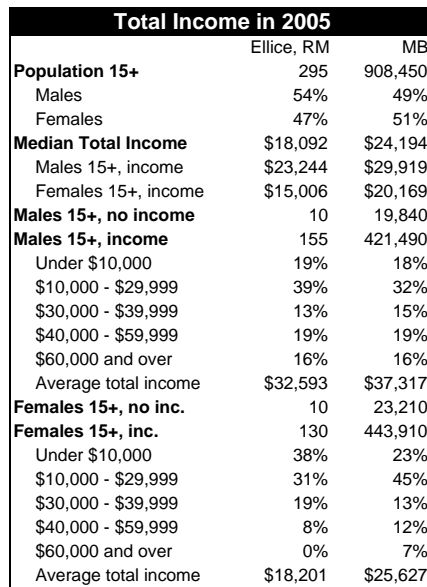 Total Income in 2005
Ellice, RM MB
Population 15+ 295 908,450
Males 54% 49%
Females 47% 51%
Median Total Income $18,092 $24,194
Males 15+, income $23,244 $29,919
Females 15+, income $15,006 $20,169
Males 15+, no income 10 19,840
Males 15+, income 155 421,490
Under $10,000 19% 18%
$10,000 - $29,999 39% 32%
$30,000 - $39,999 13% 15%
$40,000 - $59,999 19% 19%
$60,000 and over 16% 16%
Average total income $32,593 $37,317
Females 15+, no inc. 10 23,210
Females 15+, inc. 130 443,910
Under $10,000 38% 23%
$10,000 - $29,999 31% 45%
$30,000 - $39,999 19% 13%
$40,000 - $59,999 8% 12%
$60,000 and over 0% 7%
Average total income $18,201 $25,627